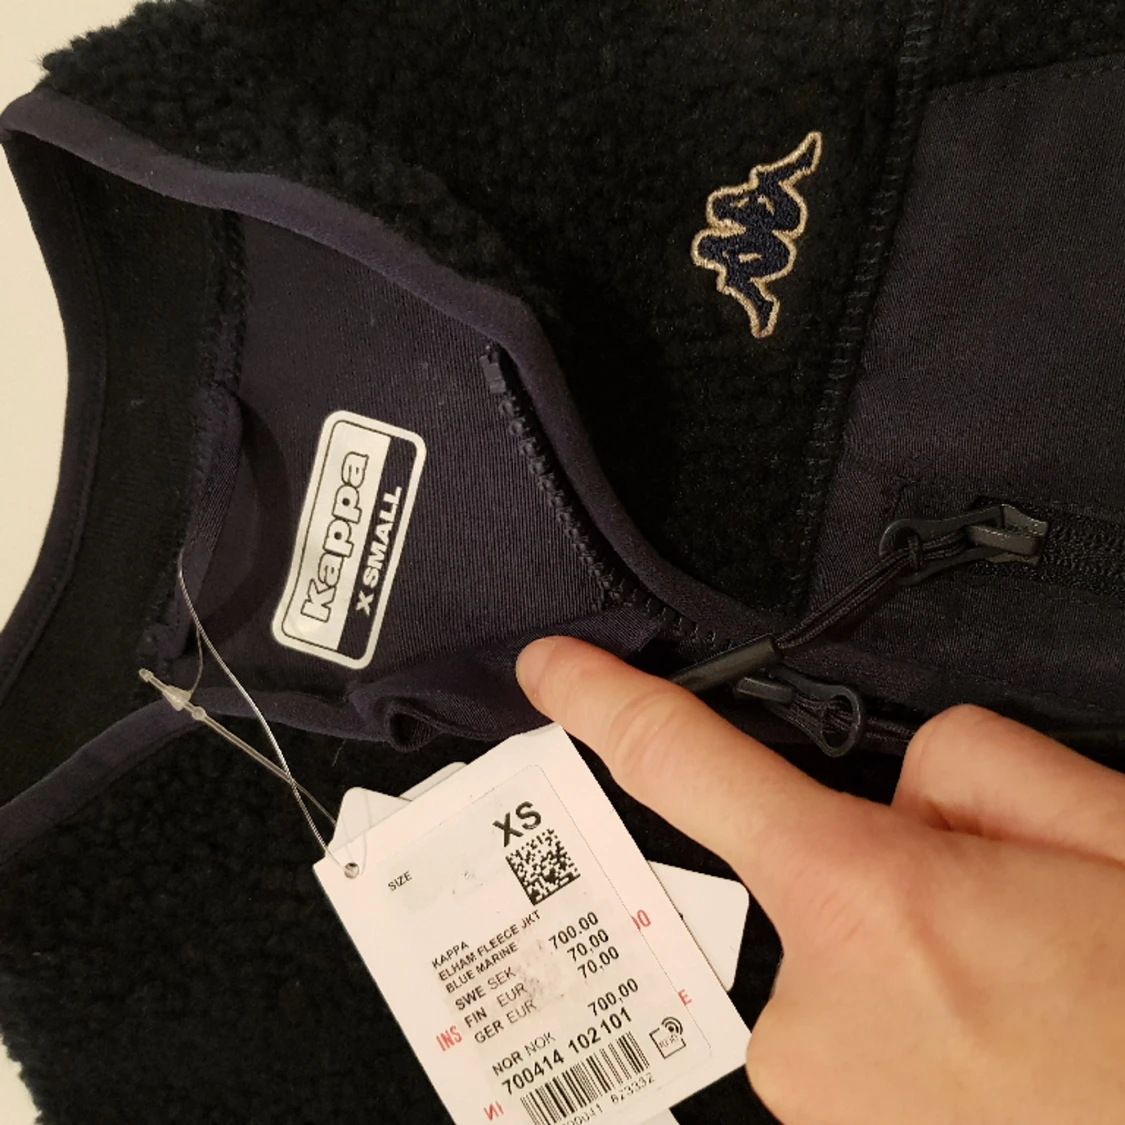 Kappa
X SMALL
XS
SIZE
KAPPA
ELHAM FLEECE JKT
BLUE MARINE
SWE SEK 700.00
FIN EUR 70,00
GER EUR 70,00
INS
NOR NOK 700,00
700414 102101
E